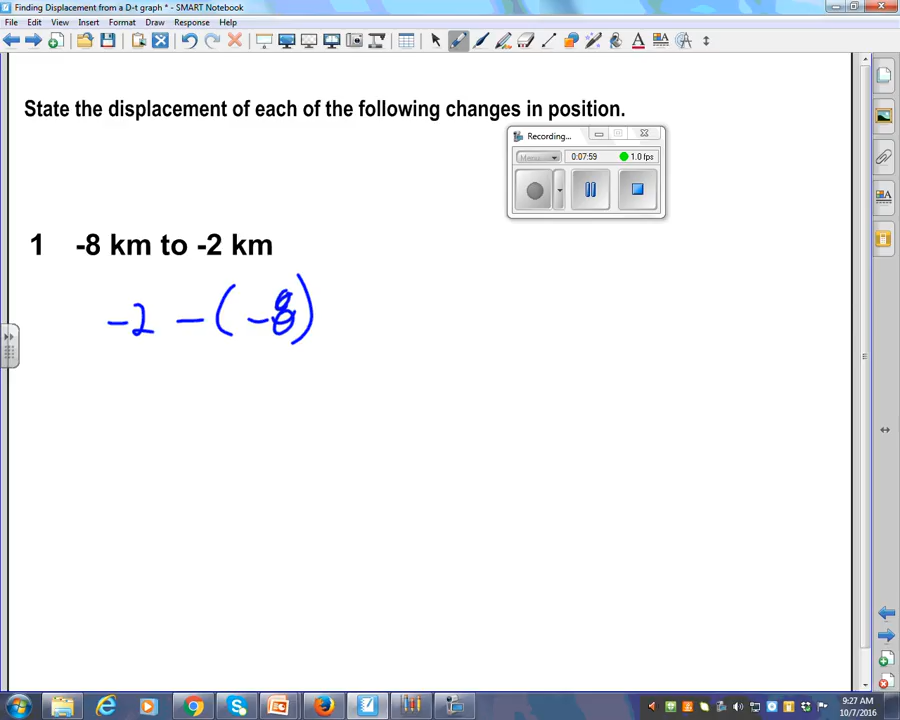 Finding Displacement from a D-t graph * - SMART Notebook
File Edit View Insert Format Draw Response Help
State the displacement of each of the following changes in position.
Recording...
Menu
0:07:59 1.0 fps
1 -8 km to -2 km
-2 - (-8)
9:27 AM
10/7/2016